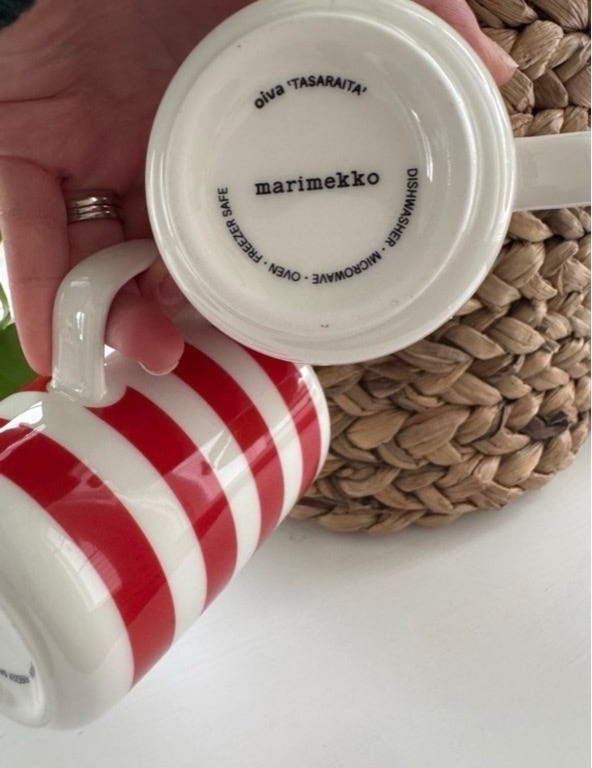 oiva 'TASARAITA'
marimekko
DISHWASHER · MICROWAVE · OVEN · FREEZER SAFE